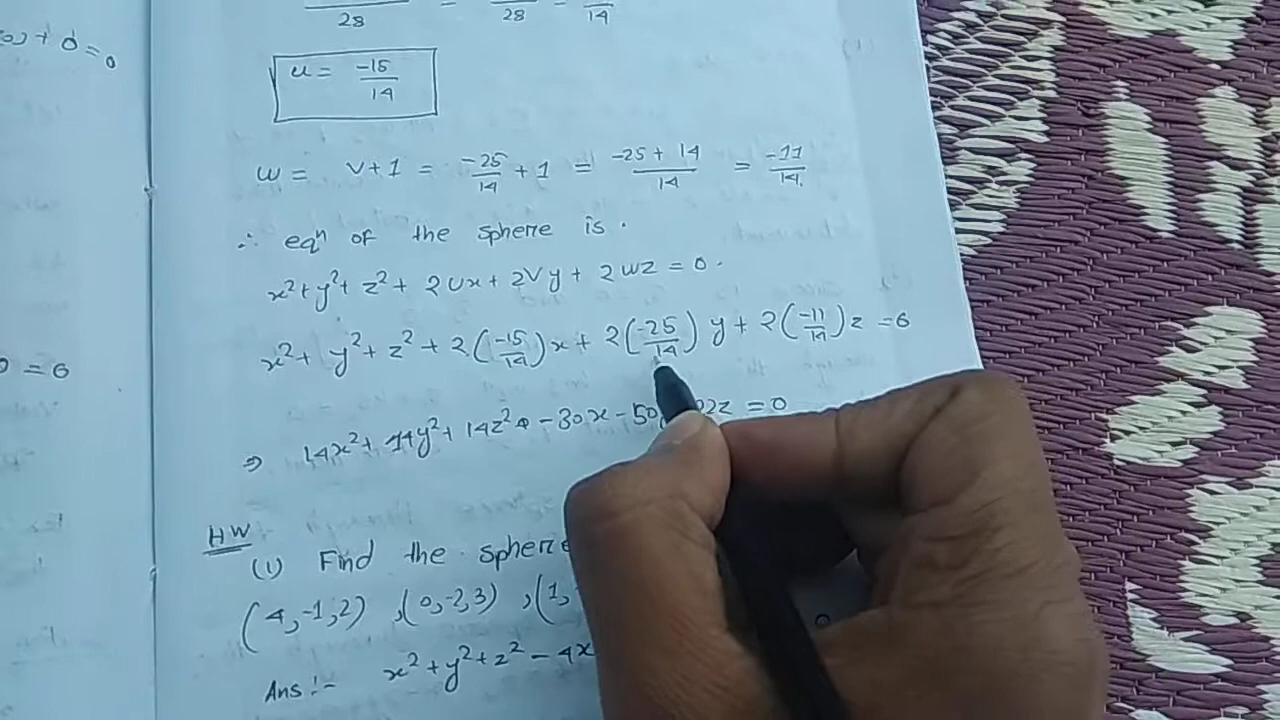 28 = 28 = 14
u = -15/14
w = v+1 = -25/14 + 1 = -25+14/14 = -11/14
∴ eqⁿ of the sphere is.
x²+y²+z²+ 2ux+2vy+2wz = 0.
x²+ y²+z²+2(-15/14)x+ 2(-25/14) y+2(-11/14)z =0
= 0
⇒ 14x²+ 14y²+ 14z² -30x-50 22z =0
HW
(1) Find the sphere
(4,-1,2) ,(0,-2,3) ,(1,
Ans :- x²+y²+z²-4x